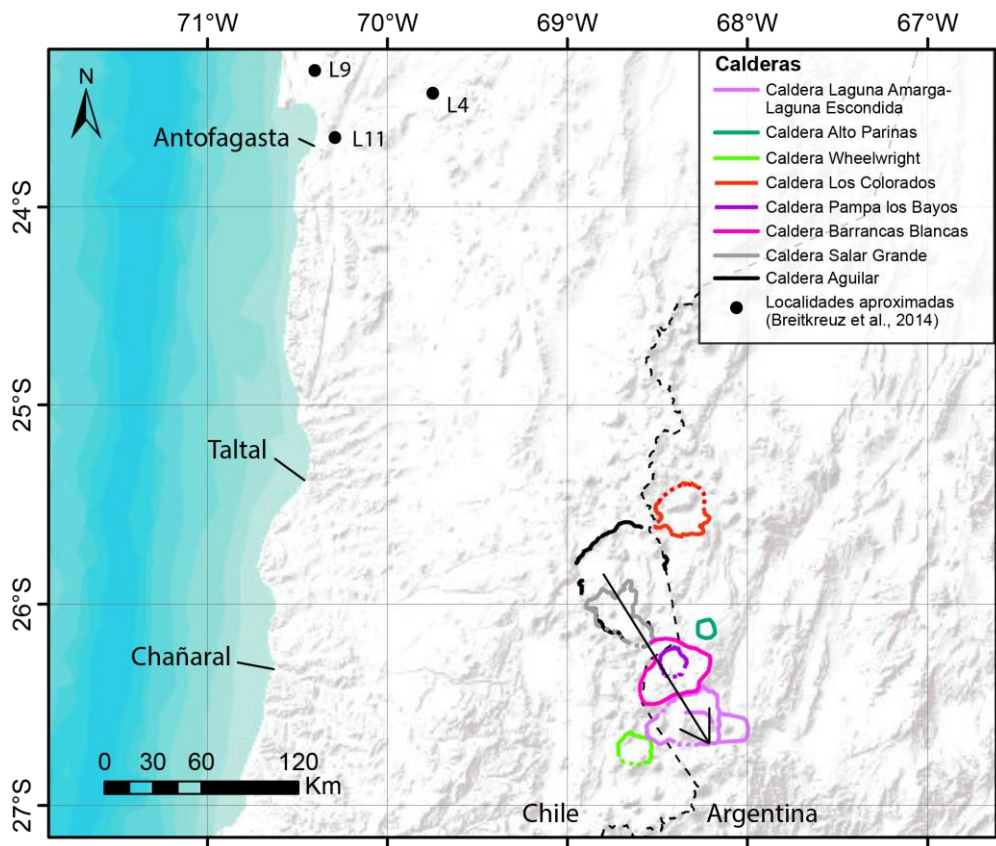 71°W
70°W
69°W
68°W
67°W
24°S
25°S
26°S
27°S
N
L9
L4
L11
Antofagasta
Taltal
Chañaral
Calderas
Caldera Laguna Amarga-
Laguna Escondida
Caldera Alto Parinas
Caldera Wheelwright
Caldera Los Colorados
Caldera Pampa los Bayos
Caldera Barrancas Blancas
Caldera Salar Grande
Caldera Aguilar
Localidades aproximadas
(Breitkreuz et al., 2014)
0 30 60 120
Km
Chile
Argentina